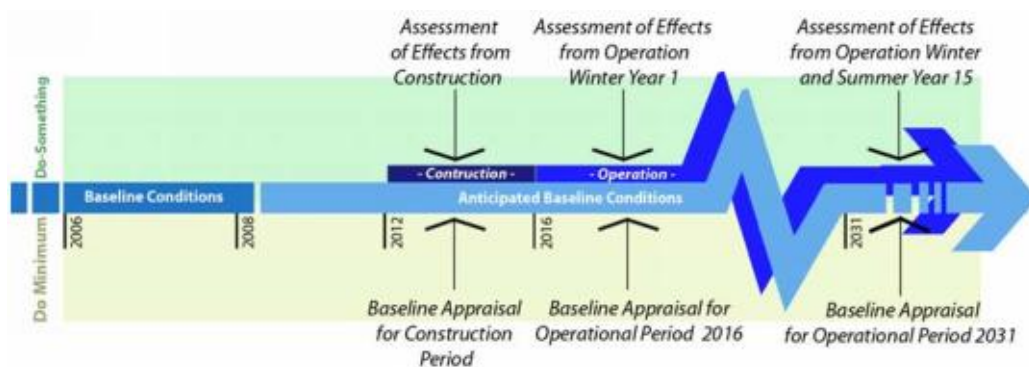 Assessment
of Effects from
Construction
Assessment of Effects
from Operation
Winter Year 1
Assessment of Effects
from Operation Winter
and Summer Year 15
Do-Something
- Contruction -
- Operation -
Baseline Conditions
Anticipated Baseline Conditions
Do Minimum
2006
2008
2012
2016
2031
Baseline Appraisal
for Construction
Period
Baseline Appraisal for
Operational Period 2016
Baseline Appraisal
for Operational Period 2031